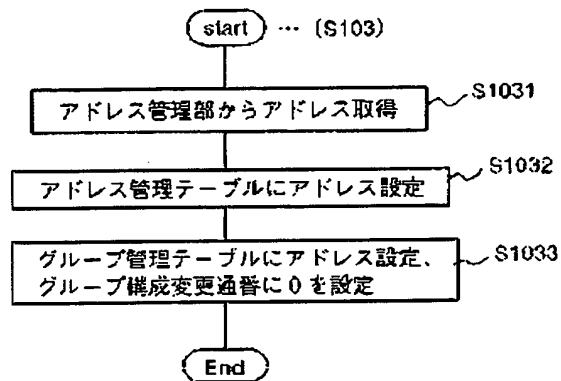 start … (S103)
アドレス管理部からアドレス取得 S1031
アドレス管理テーブルにアドレス設定 S1032
グループ管理テーブルにアドレス設定、 S1033
グループ構成変更通番に0を設定
End